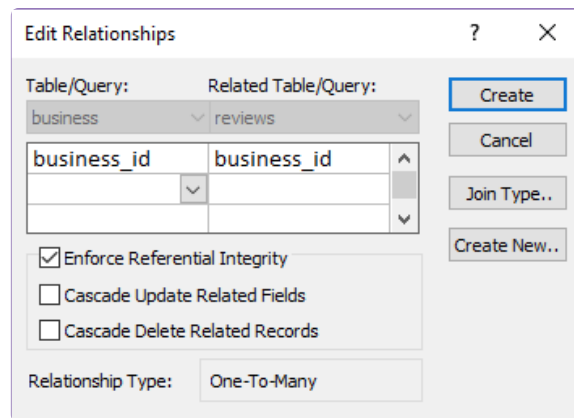 Edit Relationships ? ×
Table/Query: Related Table/Query:
business reviews
business_id business_id
Enforce Referential Integrity
Cascade Update Related Fields
Cascade Delete Related Records
Relationship Type: One-To-Many
Create
Cancel
Join Type..
Create New..